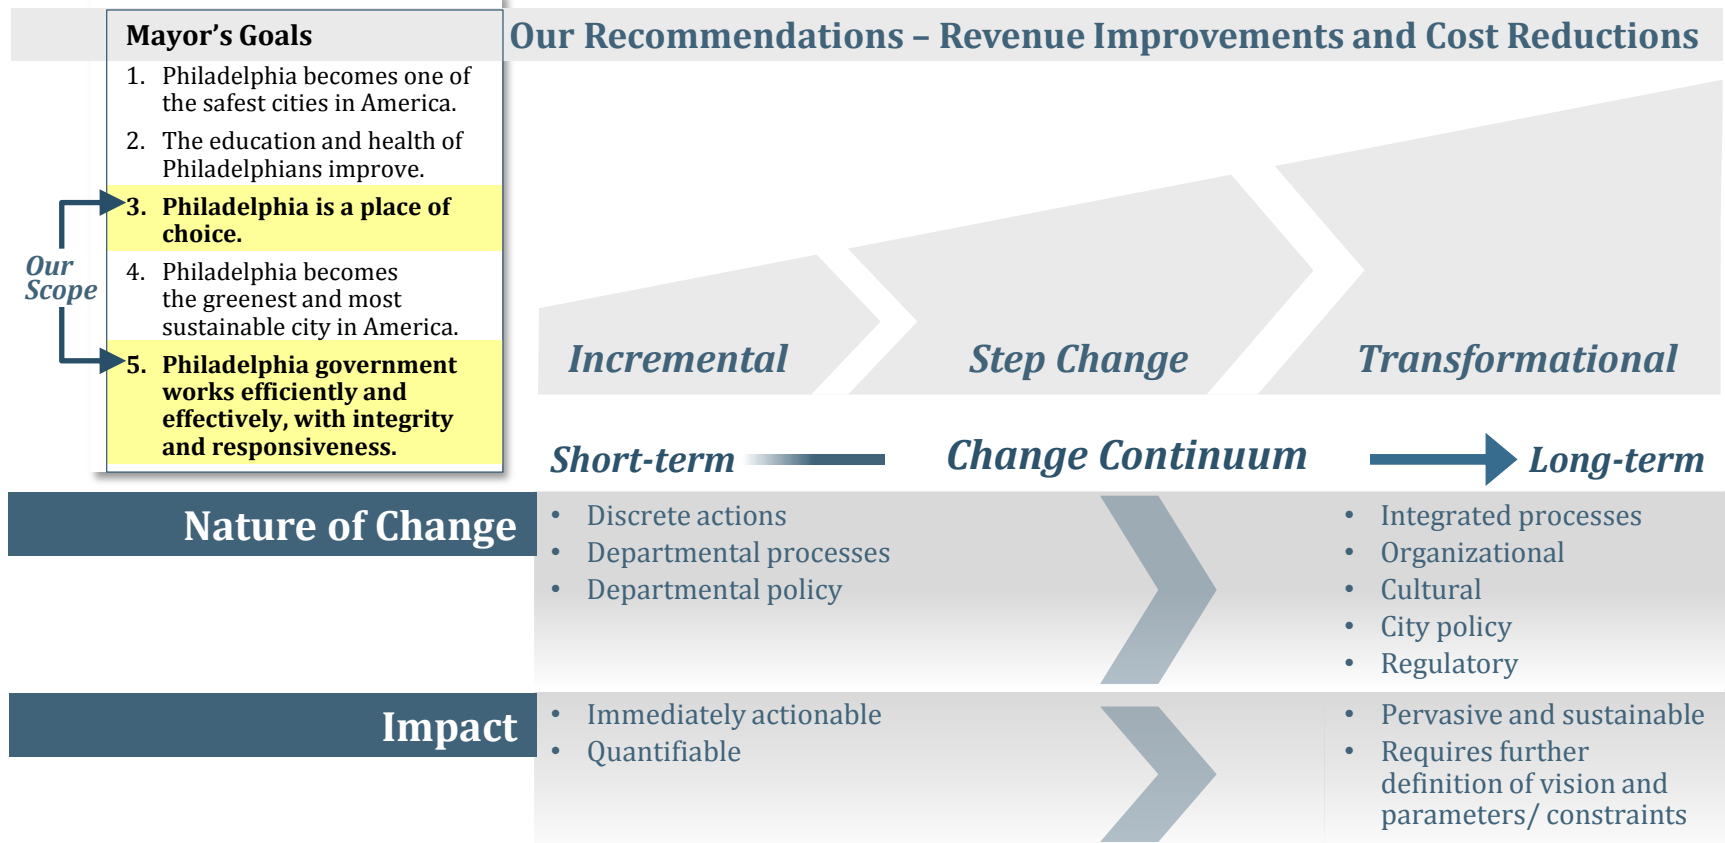 Mayor's Goals
1. Philadelphia becomes one of
the safest cities in America.
2. The education and health of
Philadelphians improve.
3. Philadelphia is a place of
choice.
4. Philadelphia becomes
the greenest and most
sustainable city in America.
5. Philadelphia government
works efficiently and
effectively, with integrity
and responsiveness.
Our
Scope
Our Recommendations – Revenue Improvements and Cost Reductions
Incremental
Step Change
Transformational
Short-term
Change Continuum
Long-term
Nature of Change
• Discrete actions
• Departmental processes
• Departmental policy
• Integrated processes
• Organizational
• Cultural
• City policy
• Regulatory
Impact
• Immediately actionable
• Quantifiable
• Pervasive and sustainable
• Requires further
definition of vision and
parameters/ constraints